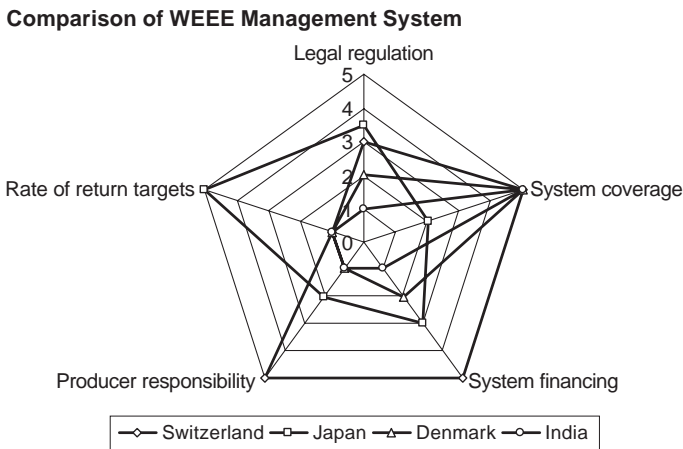 Comparison of WEEE Management System
Legal regulation
5
4
3
2
1
0
Rate of return targets
System coverage
Producer responsibility
System financing
Switzerland Japan Denmark India